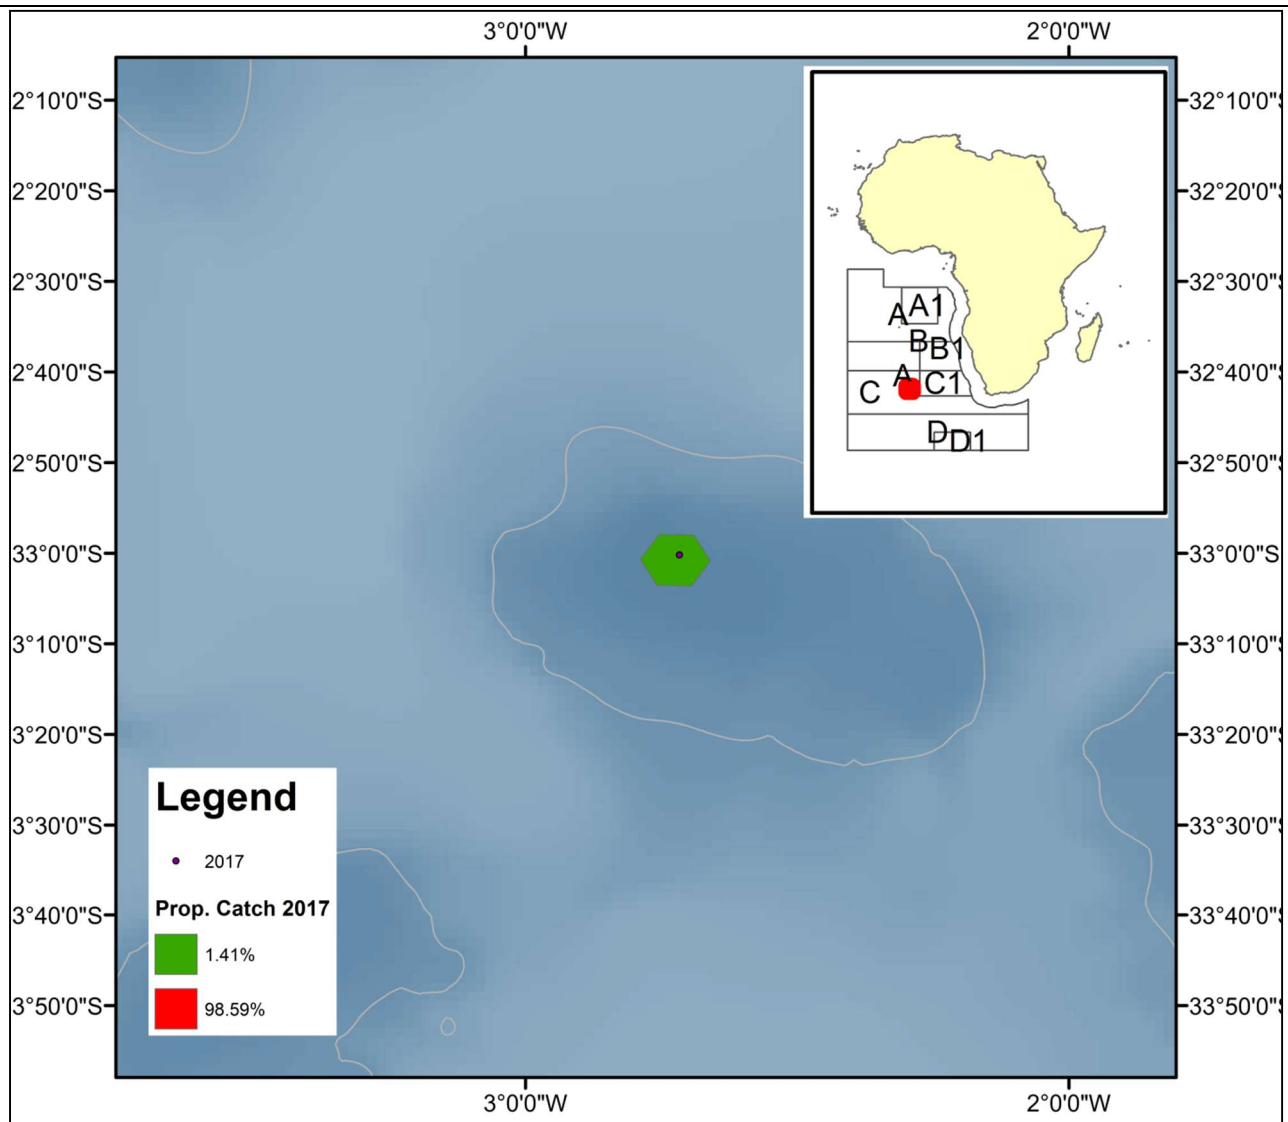 3°0'0"W 2°0'0"W
2°10'0"S 32°10'0"S
2°20'0"S 32°20'0"S
2°30'0"S 32°30'0"S
2°40'0"S 32°40'0"S
2°50'0"S 32°50'0"S
33°0'0"S 33°0'0"S
3°10'0"S 33°10'0"S
3°20'0"S 33°20'0"S
3°30'0"S 33°30'0"S
3°40'0"S 33°40'0"S
3°50'0"S 33°50'0"S
A A1
B B1
A
C C1
D D1
Legend
2017
Prop. Catch 2017
1.41%
98.59%
3°0'0"W 2°0'0"W